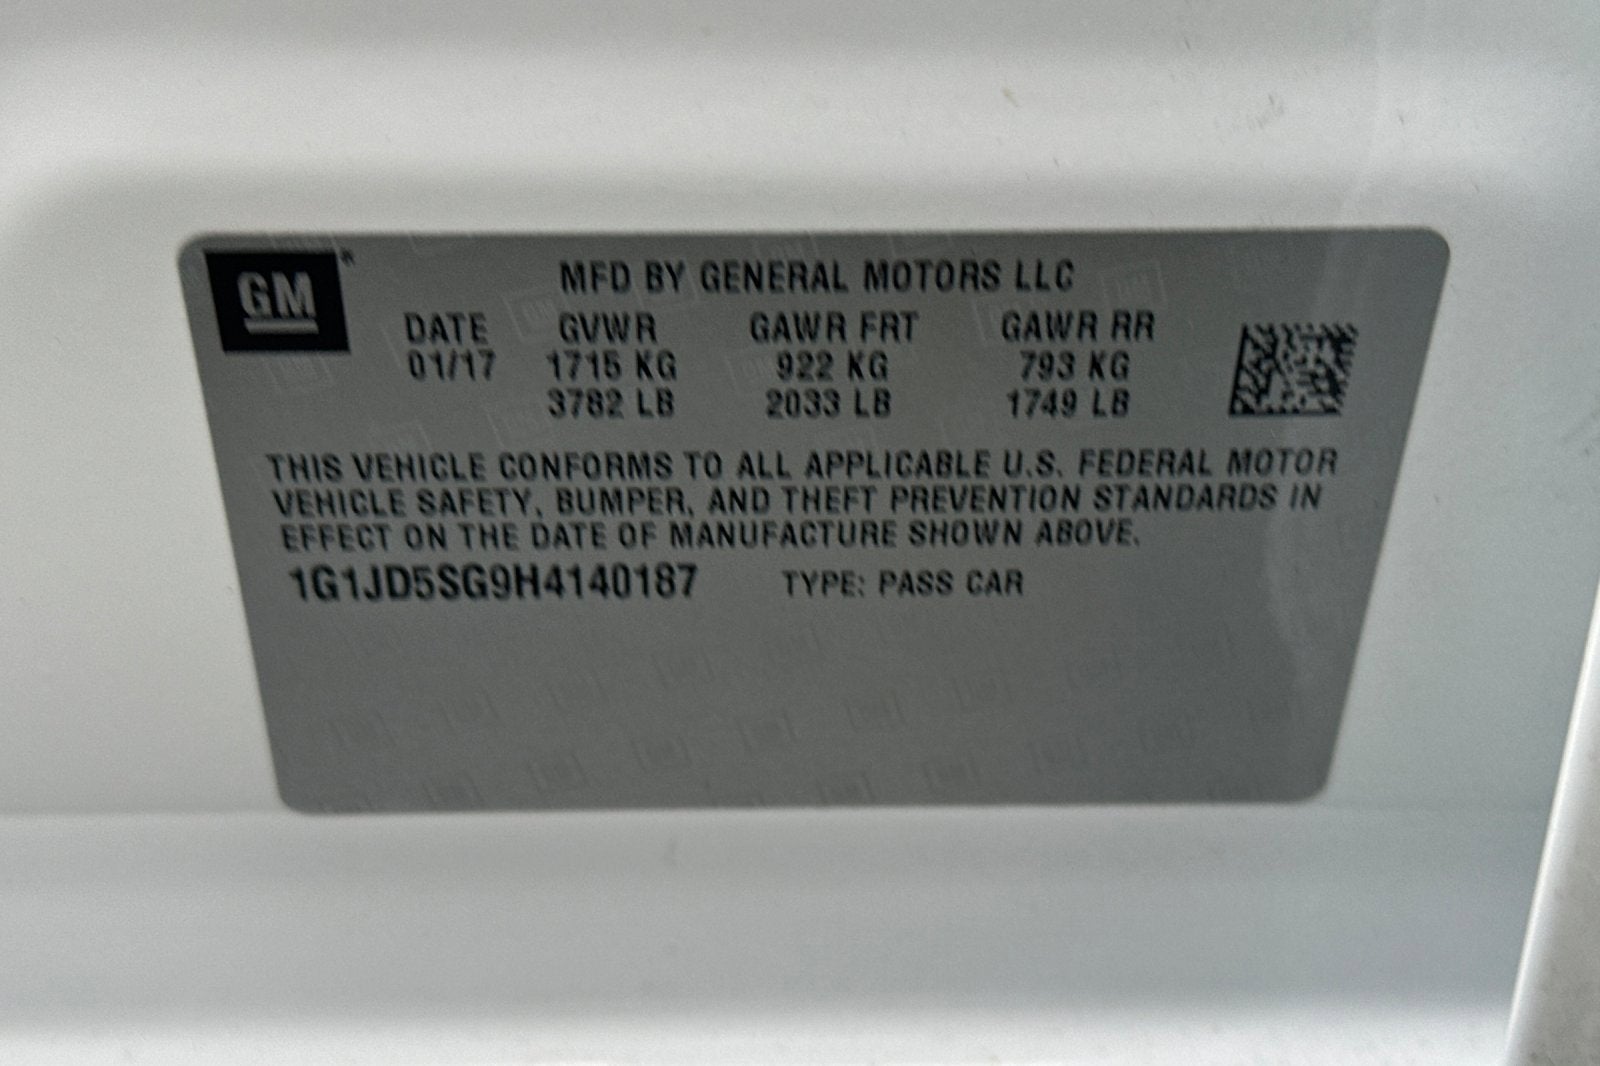 GM®
MFD BY GENERAL MOTORS LLC
DATE GVWR GAWR FRT GAWR RR
01/17 1715 KG 922 KG 793 KG
3782 LB 2033 LB 1749 LB
THIS VEHICLE CONFORMS TO ALL APPLICABLE U.S. FEDERAL MOTOR
VEHICLE SAFETY, BUMPER, AND THEFT PREVENTION STANDARDS IN
EFFECT ON THE DATE OF MANUFACTURE SHOWN ABOVE.
1G1JD5SG9H4140187 TYPE: PASS CAR